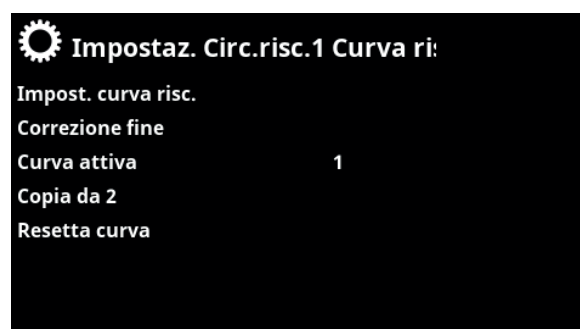 Impostaz. Circ.risc.1 Curva ri
Impost. curva risc.
Correzione fine
Curva attiva 1
Copia da 2
Resetta curva